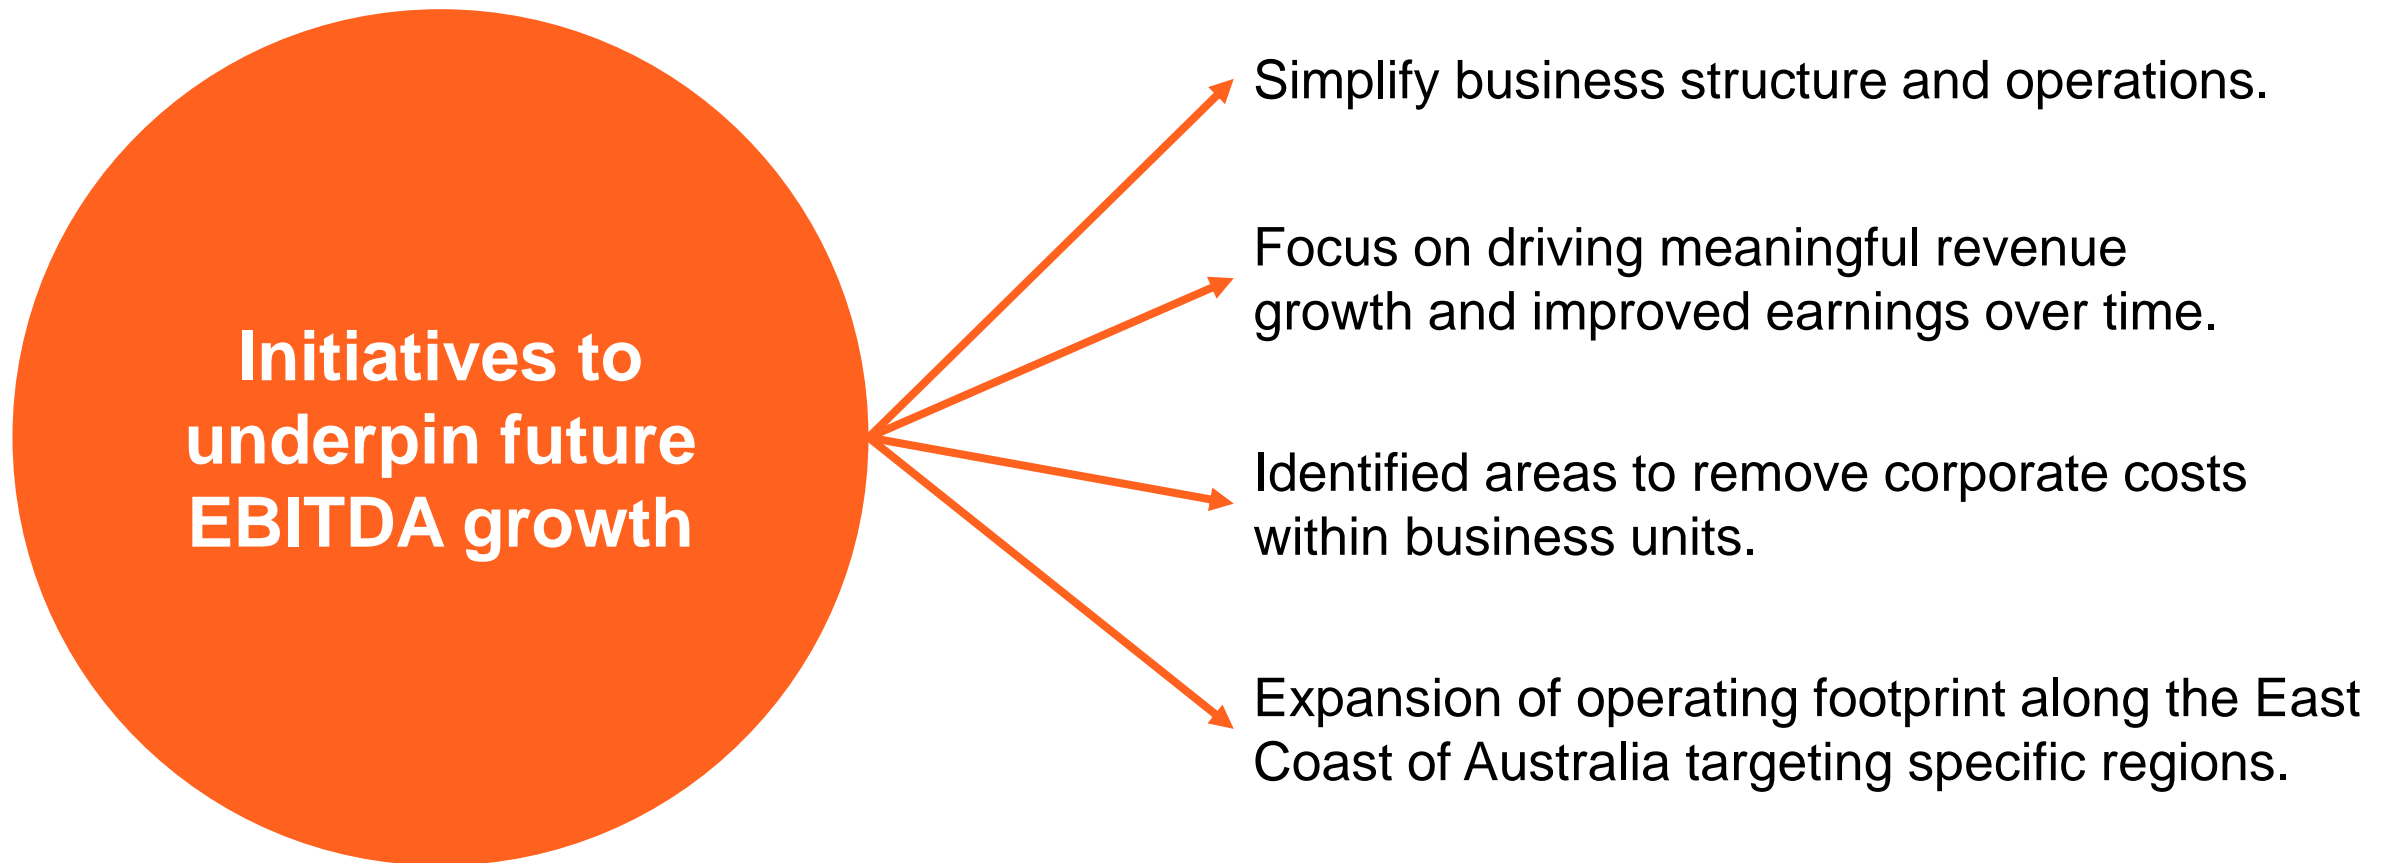 Initiatives to
underpin future
EBITDA growth
Simplify business structure and operations.
Focus on driving meaningful revenue
growth and improved earnings over time.
Identified areas to remove corporate costs
within business units.
Expansion of operating footprint along the East
Coast of Australia targeting specific regions.